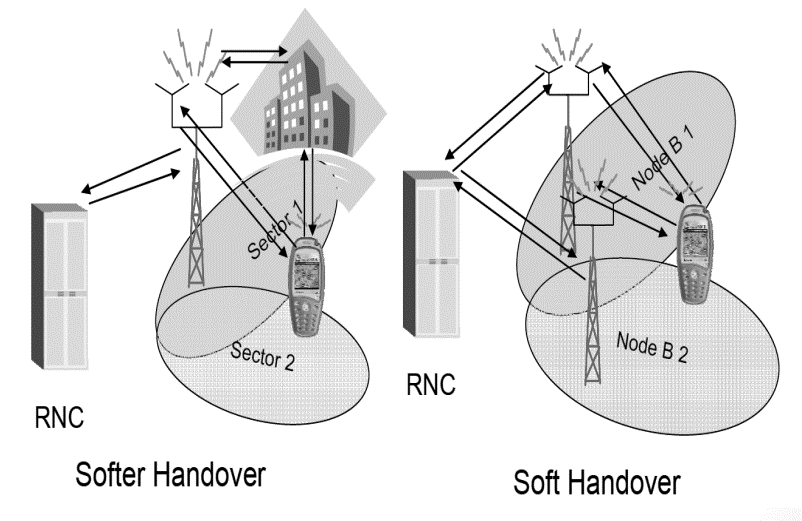 Sector 1
Sector 2
RNC
Softer Handover
Node B 1
Node B 2
RNC
Soft Handover